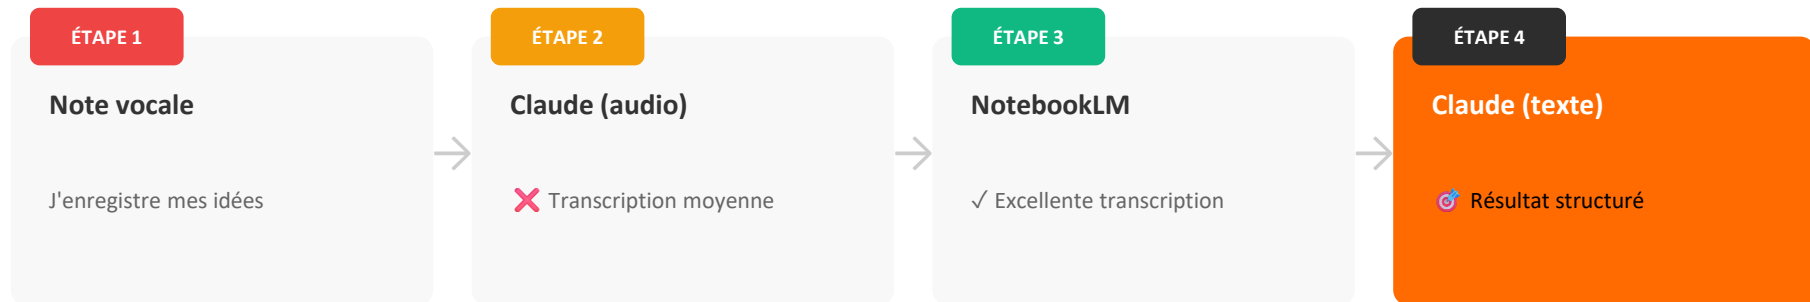 ÉTAPE 1
Note vocale
J'enregistre mes idées
ÉTAPE 2
Claude (audio)
❌ Transcription moyenne
ÉTAPE 3
NotebookLM
✓ Excellente transcription
ÉTAPE 4
Claude (texte)
🎯 Résultat structuré